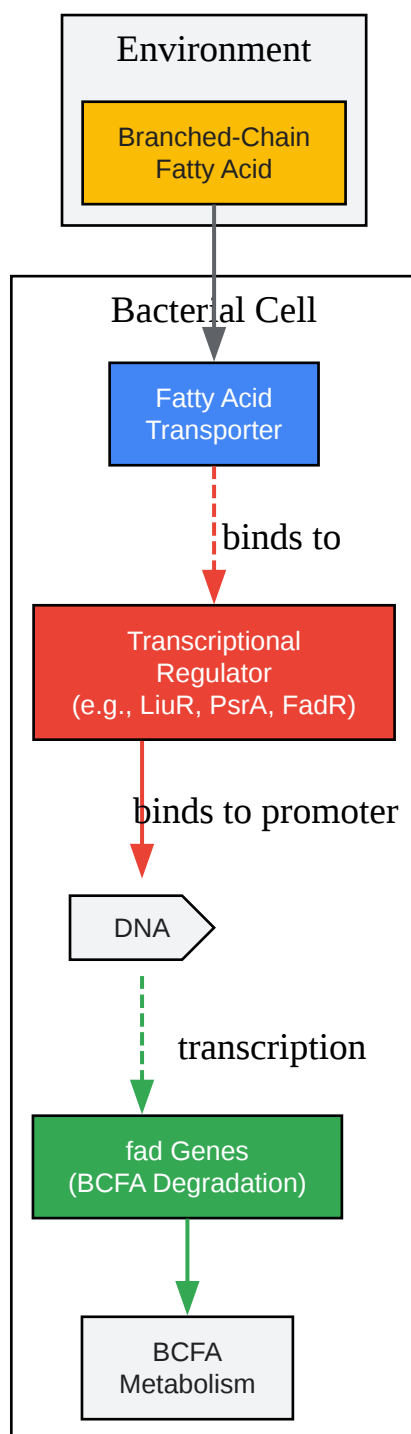 Environment
Branched-Chain
Fatty Acid
Bacterial Cell
Fatty Acid
Transporter
binds to
Transcriptional
Regulator
(e.g., LiuR, PsrA, FadR)
binds to promoter
DNA
transcription
fad Genes
(BCFA Degradation)
BCFA
Metabolism